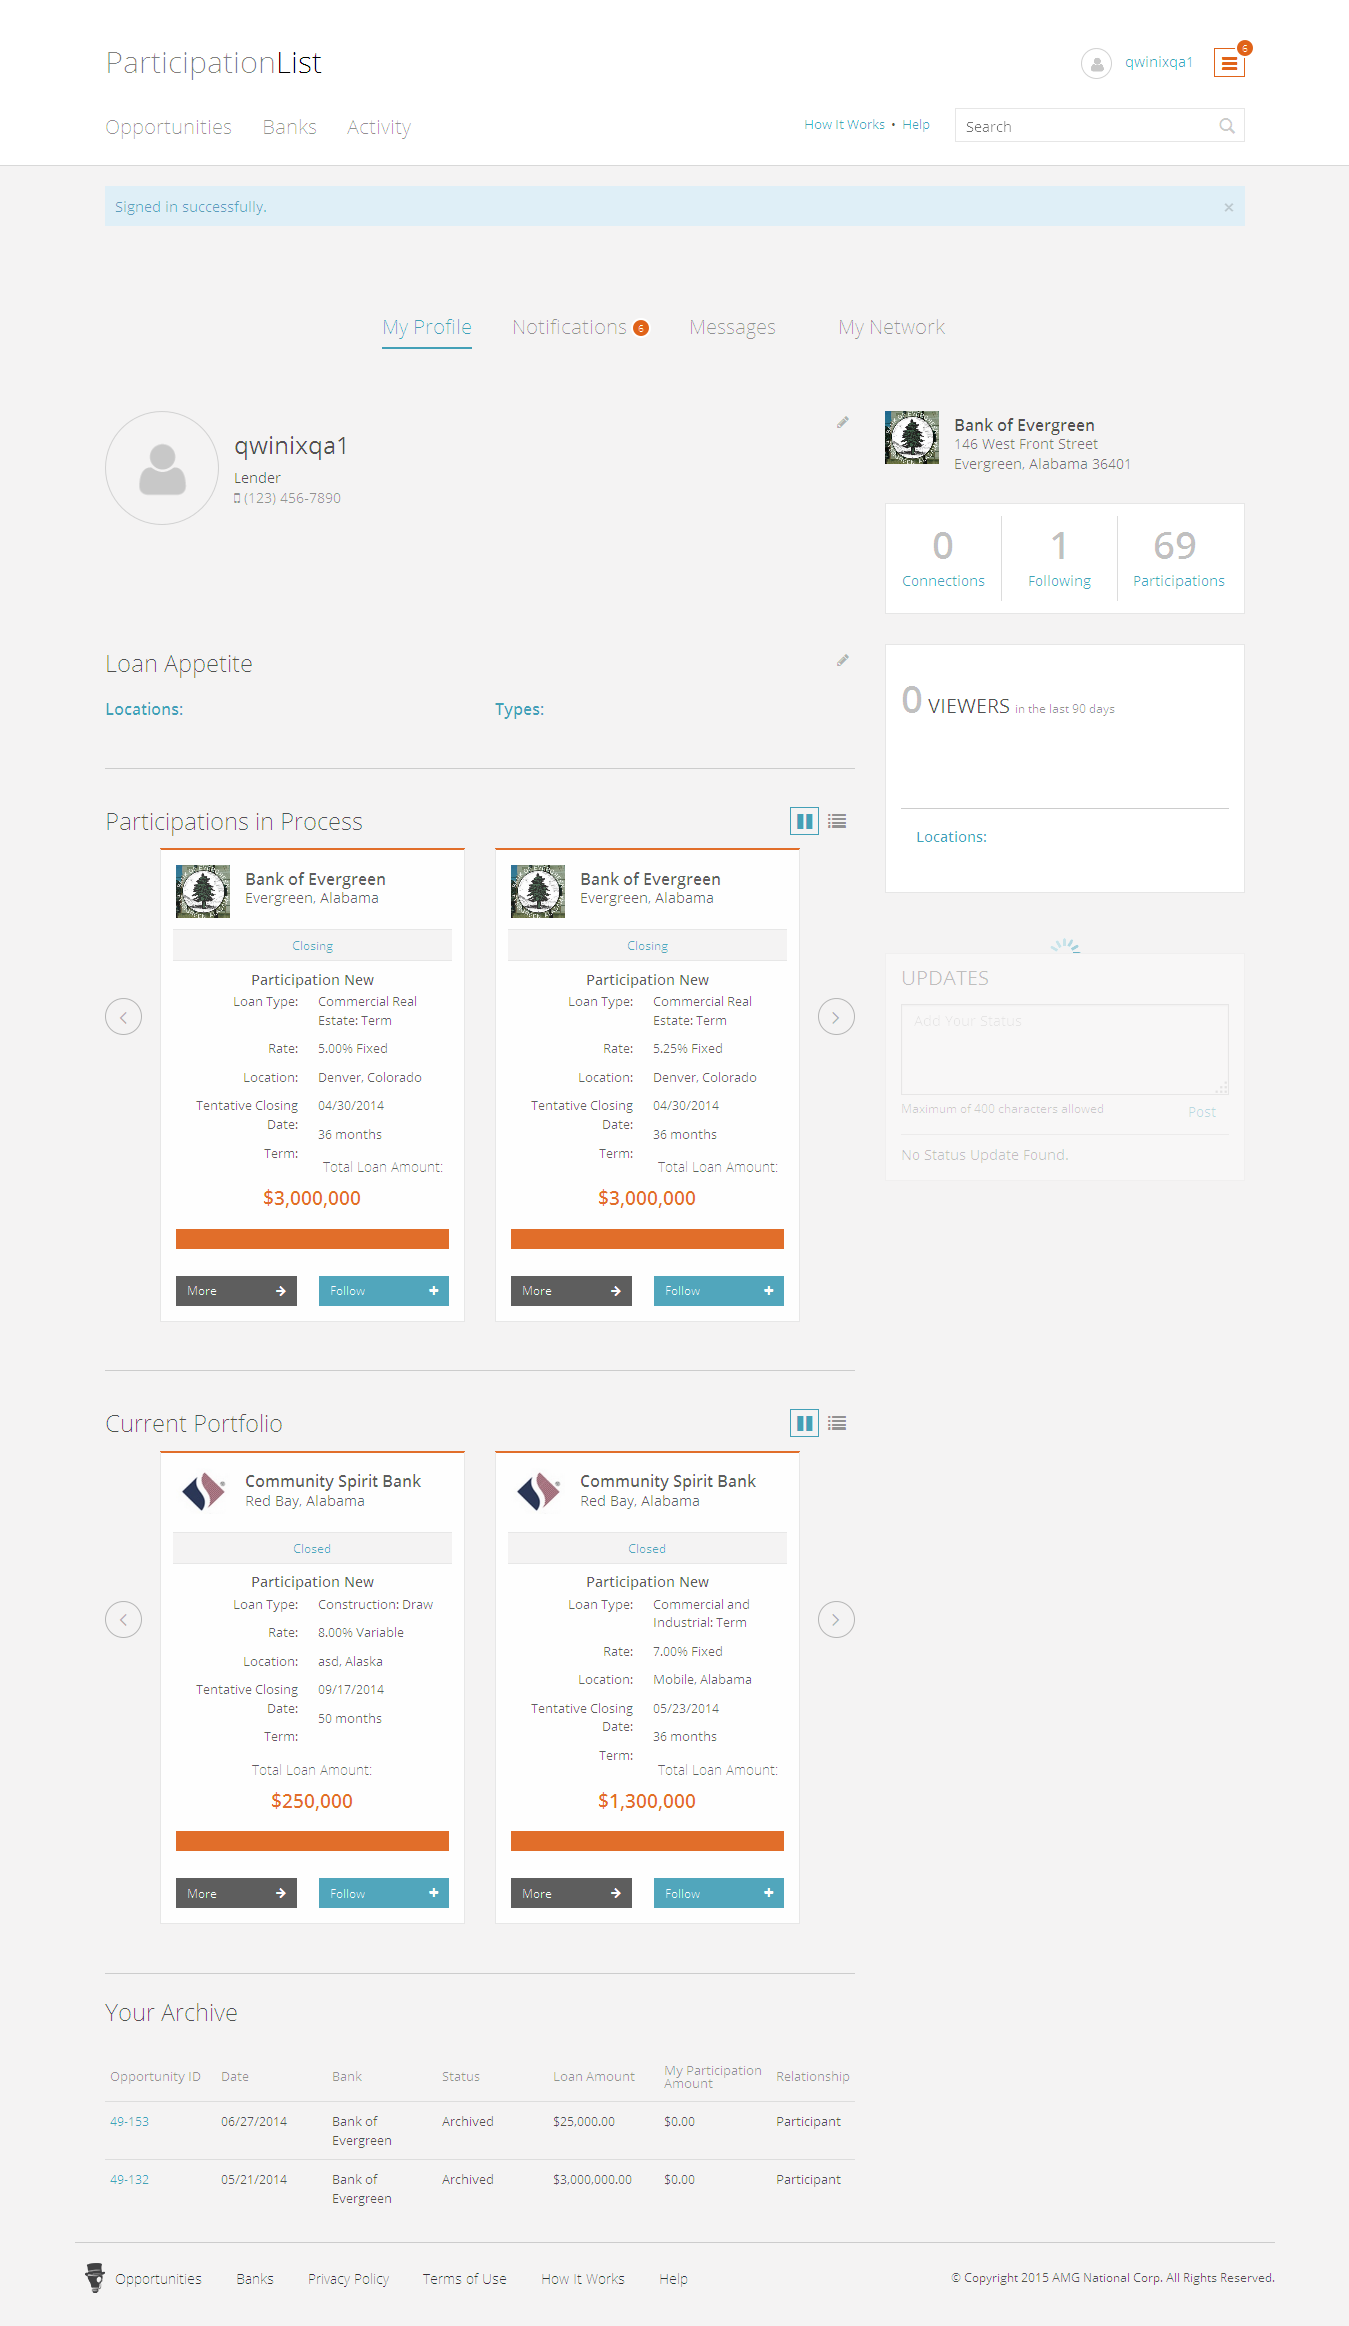 ParticipationList
qwinixqa1
6
Opportunities Banks Activity
How It Works • Help
Search
Signed in successfully.
×
My Profile Notifications 6 Messages My Network
qwinixqa1
Lender
(123) 456-7890
Bank of Evergreen
146 West Front Street
Evergreen, Alabama 36401
0 1 69
Connections Following Participations
Loan Appetite
Locations: Types:
0 VIEWERS in the last 90 days
Locations:
Participations in Process
Bank of Evergreen
Evergreen, Alabama
Closing
Participation New
Loan Type: Commercial Real
Estate: Term
Rate: 5.00% Fixed
Location: Denver, Colorado
Tentative Closing 04/30/2014
Date:
36 months
Term:
Total Loan Amount:
$3,000,000
More Follow
Bank of Evergreen
Evergreen, Alabama
Closing
Participation New
Loan Type: Commercial Real
Estate: Term
Rate: 5.25% Fixed
Location: Denver, Colorado
Tentative Closing 04/30/2014
Date:
36 months
Term:
Total Loan Amount:
$3,000,000
More Follow
UPDATES
Add Your Status
Maximum of 400 characters allowed
Post
No Status Update Found.
Current Portfolio
Community Spirit Bank
Red Bay, Alabama
Closed
Participation New
Loan Type: Construction: Draw
Rate: 8.00% Variable
Location: asd, Alaska
Tentative Closing 09/17/2014
Date:
50 months
Term:
Total Loan Amount:
$250,000
More Follow
Community Spirit Bank
Red Bay, Alabama
Closed
Participation New
Loan Type: Commercial and
Industrial: Term
Rate: 7.00% Fixed
Location: Mobile, Alabama
Tentative Closing 05/23/2014
Date:
36 months
Term:
Total Loan Amount:
$1,300,000
More Follow
Your Archive
Opportunity ID Date Bank Status Loan Amount My Participation Amount Relationship
49-153 06/27/2014 Bank of Evergreen Archived $25,000.00 $0.00 Participant
49-132 05/21/2014 Bank of Evergreen Archived $3,000,000.00 $0.00 Participant
Opportunities Banks Privacy Policy Terms of Use How It Works Help
© Copyright 2015 AMG National Corp. All Rights Reserved.